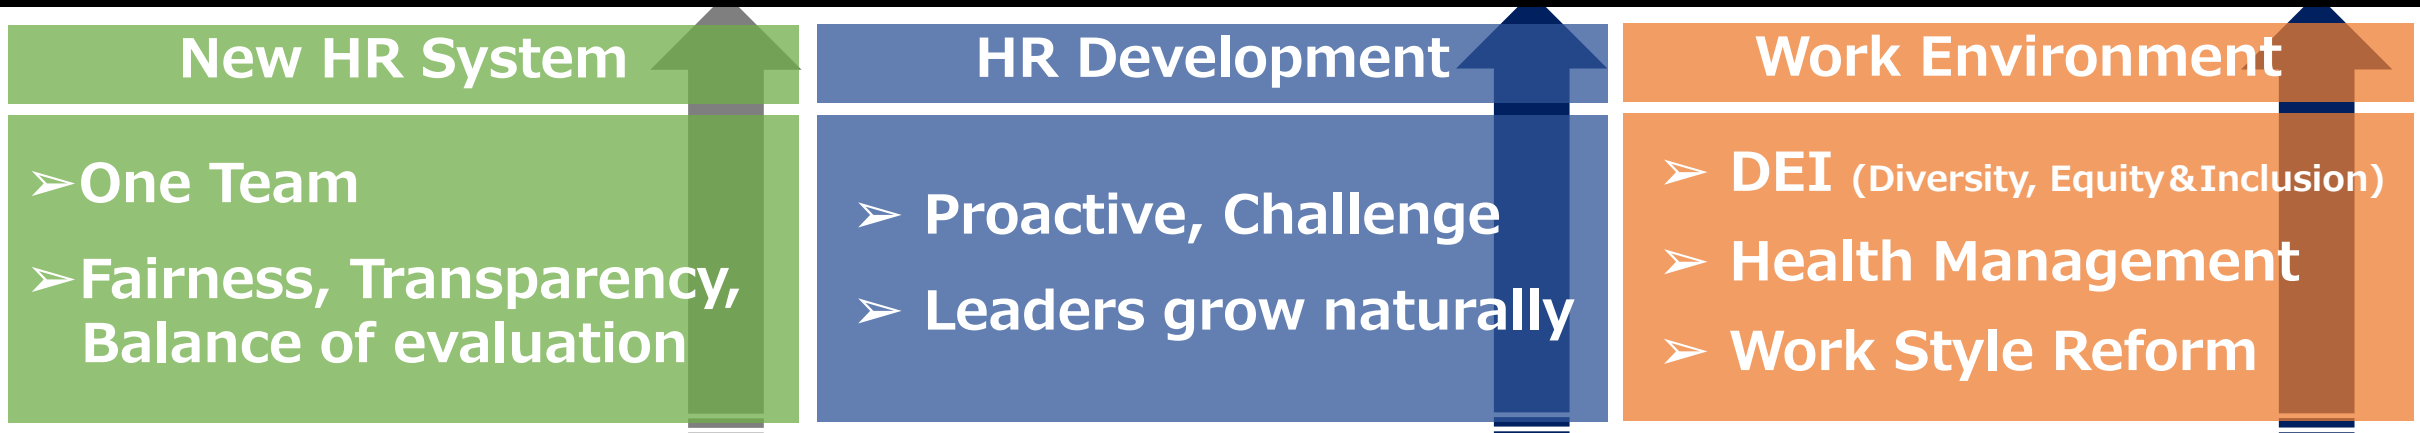 New HR System
➢One Team
➢Fairness, Transparency,
Balance of evaluation
HR Development
➢ Proactive, Challenge
➢ Leaders grow naturally
Work Environment
➢ DEI (Diversity, Equity&Inclusion)
➢ Health Management
➢ Work Style Reform